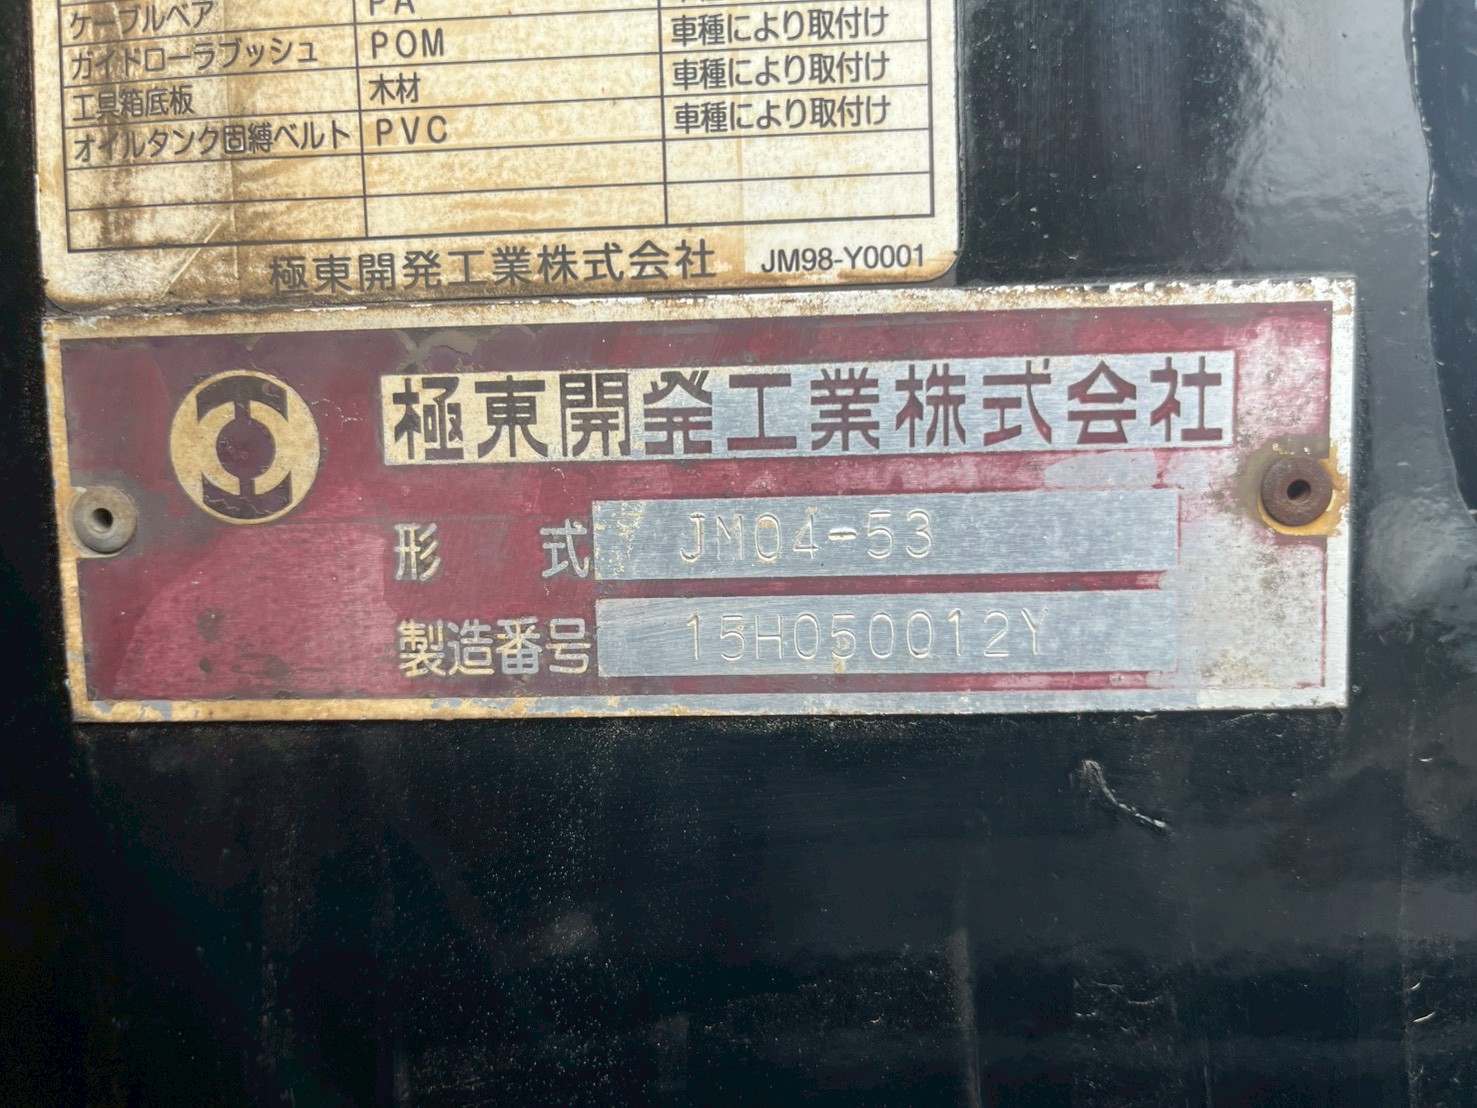 ケーブルベア PA
ガイドローラブッシュ POM 車種により取付け
工具箱底板 木材 車種により取付け
オイルタンク固縛ベルト PVC 車種により取付け
極東開発工業株式会社 JM98-Y0001
極東開発工業株式会社
形式 JM04-53
製造番号 15H050012Y